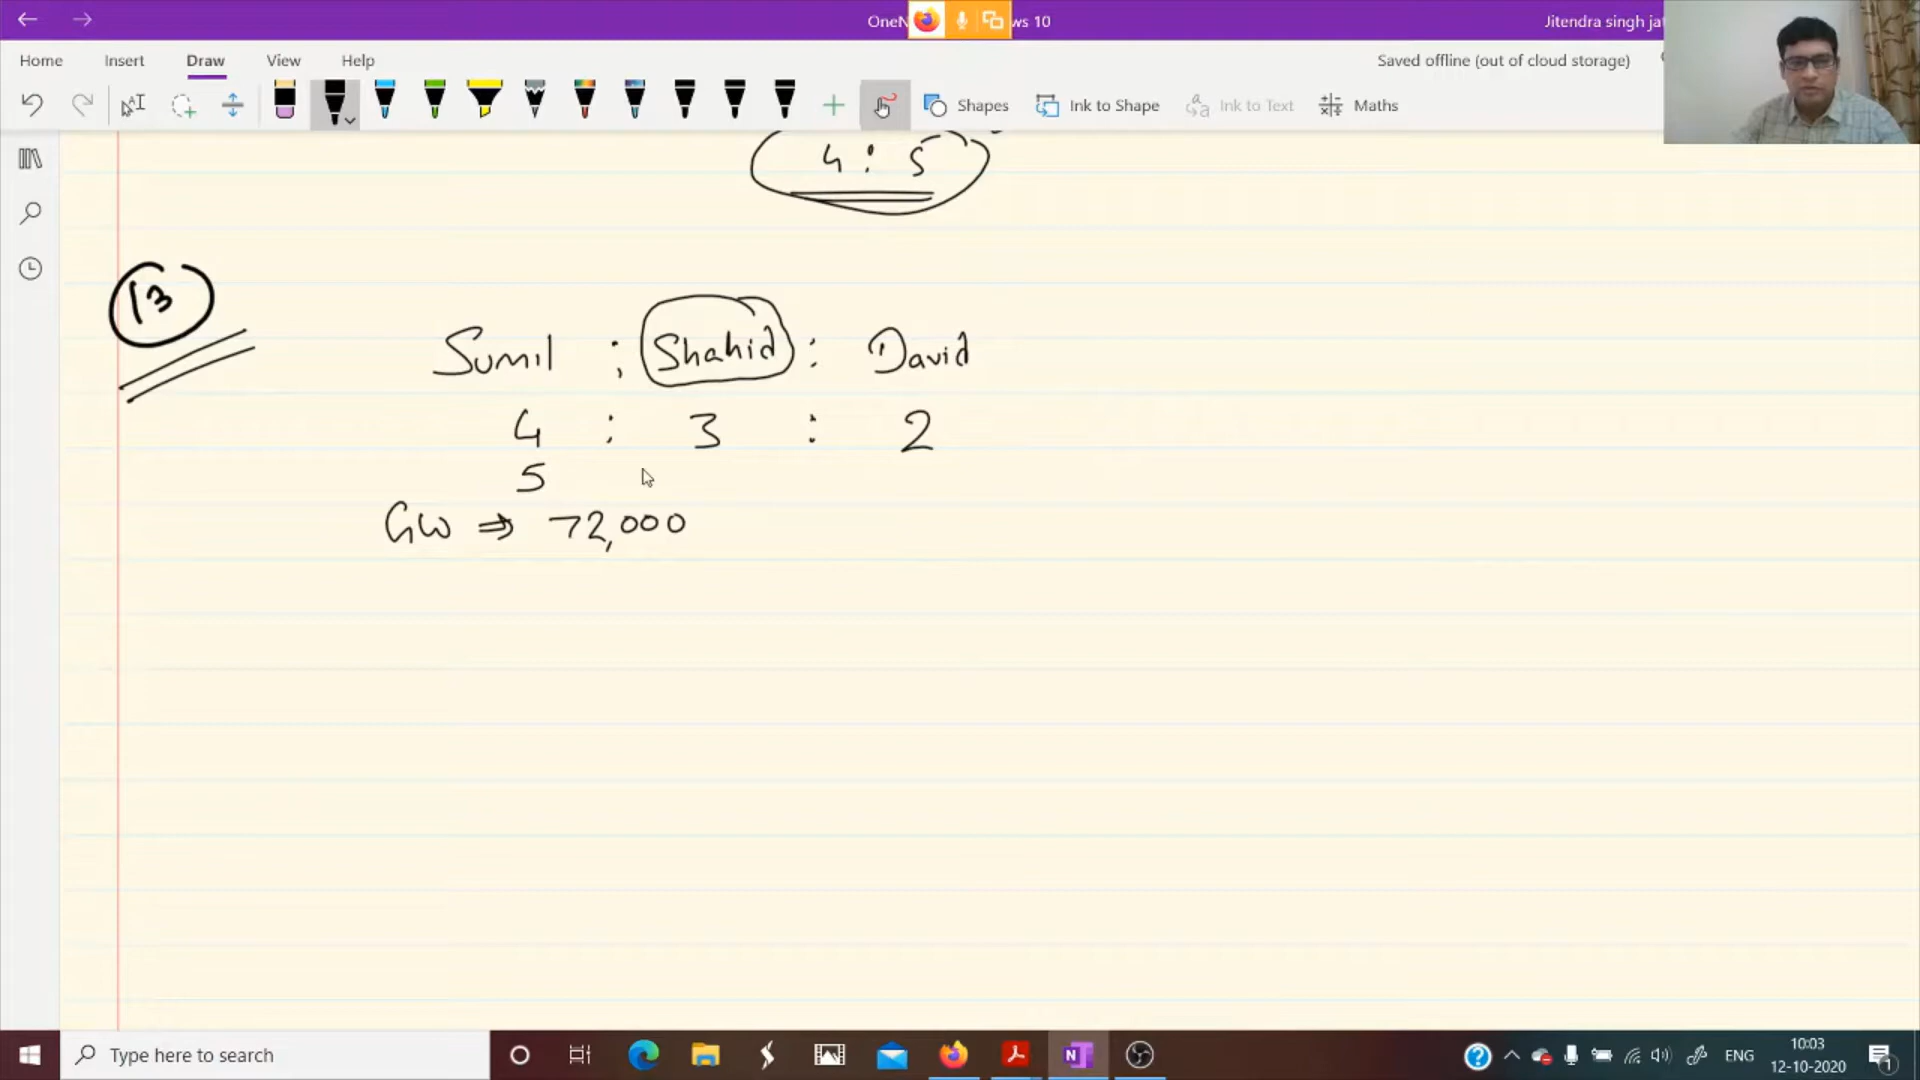 OneN
ws 10
Jitendra singh jat
Home Insert Draw View Help
Saved offline (out of cloud storage)
Shapes Ink to Shape Ink to Text Maths
4 : 5
13
Sunil : Shahid : David
4 : 3 : 2
5
GW ⇒ 72,000
Type here to search
ENG
10:03
12-10-2020
1